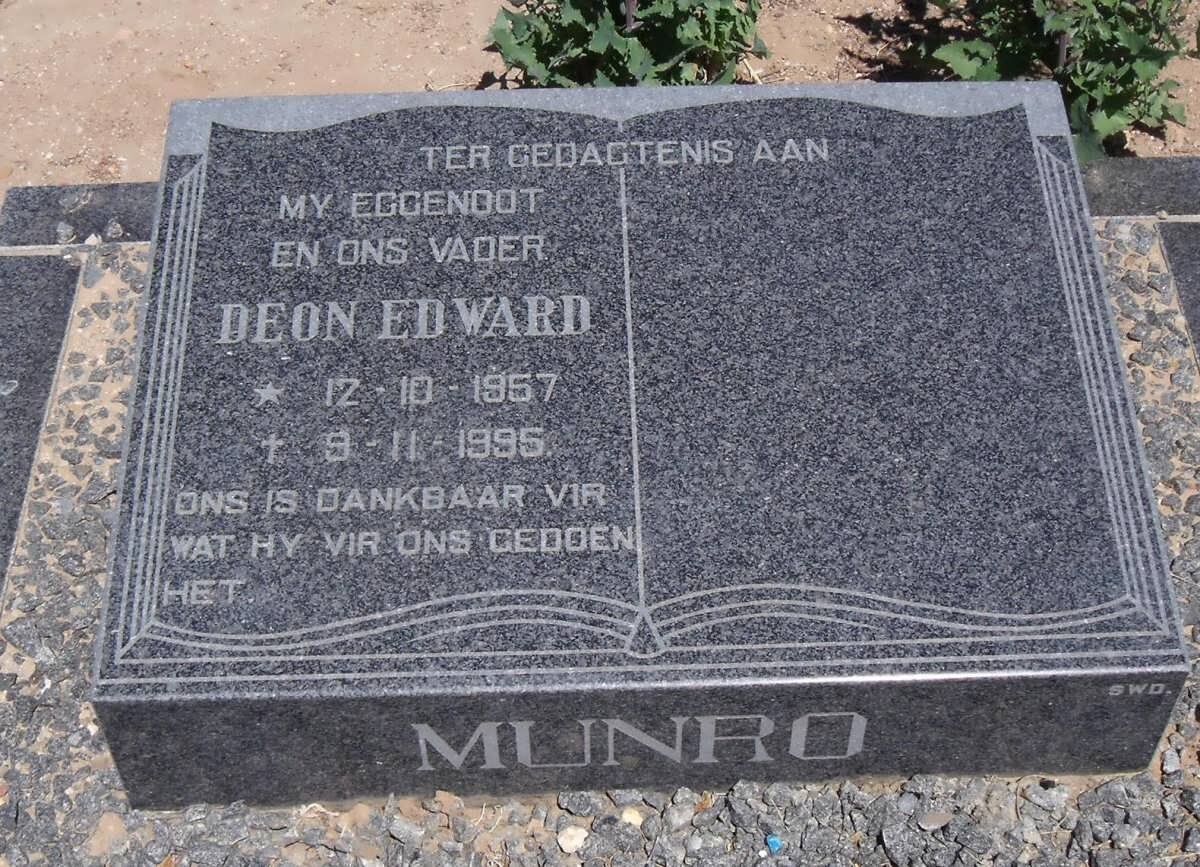 TER GEDAGTENIS AAN
MY EGGENOOT
EN ONS VADER.
DEON EDWARD
★ 12 - 10 - 1957
† 9 - 11 - 1995.
ONS IS DANKBAAR VIR
WAT HY VIR ONS GEDOEN
HET
SWD.
MUNRO